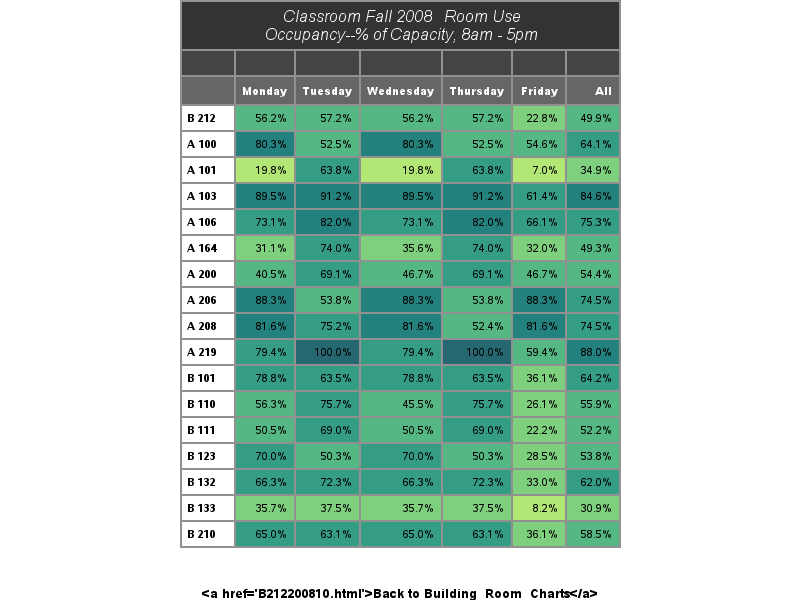 Classroom Fall 2008 Room Use
Occupancy--% of Capacity, 8am - 5pm
Monday Tuesday Wednesday Thursday Friday All
B 212 56.2% 57.2% 56.2% 57.2% 22.8% 49.9%
A 100 80.3% 52.5% 80.3% 52.5% 54.6% 64.1%
A 101 19.8% 63.8% 19.8% 63.8% 7.0% 34.9%
A 103 89.5% 91.2% 89.5% 91.2% 61.4% 84.6%
A 106 73.1% 82.0% 73.1% 82.0% 66.1% 75.3%
A 164 31.1% 74.0% 35.6% 74.0% 32.0% 49.3%
A 200 40.5% 69.1% 46.7% 69.1% 46.7% 54.4%
A 206 88.3% 53.8% 88.3% 53.8% 88.3% 74.5%
A 208 81.6% 75.2% 81.6% 52.4% 81.6% 74.5%
A 219 79.4% 100.0% 79.4% 100.0% 59.4% 88.0%
B 101 78.8% 63.5% 78.8% 63.5% 36.1% 64.2%
B 110 56.3% 75.7% 45.5% 75.7% 26.1% 55.9%
B 111 50.5% 69.0% 50.5% 69.0% 22.2% 52.2%
B 123 70.0% 50.3% 70.0% 50.3% 28.5% 53.8%
B 132 66.3% 72.3% 66.3% 72.3% 33.0% 62.0%
B 133 35.7% 37.5% 35.7% 37.5% 8.2% 30.9%
B 210 65.0% 63.1% 65.0% 63.1% 36.1% 58.5%
<a href='B212200810.html'>Back to Building Room Charts</a>